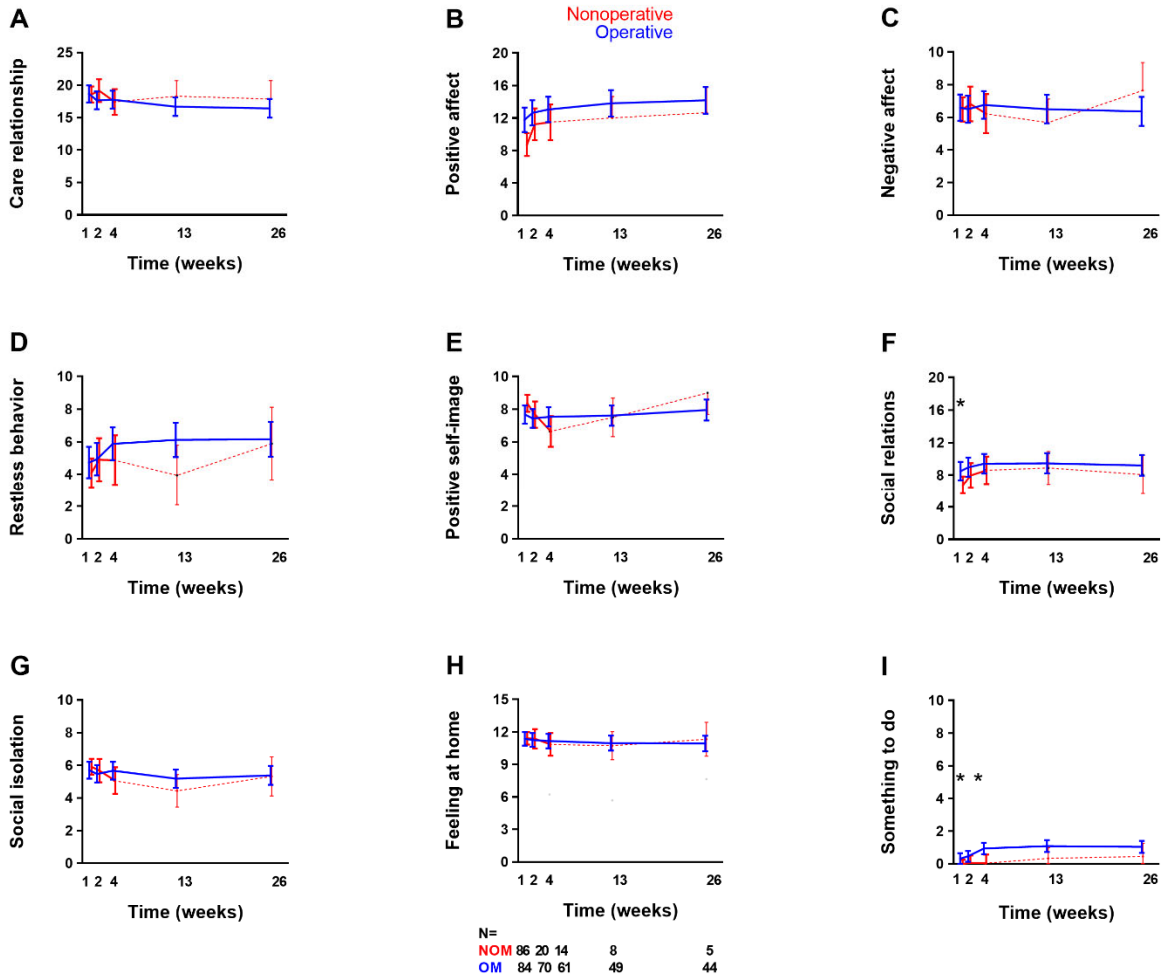 A
Care relationship
25
20
15
10
5
0
1 2 4 13 26
Time (weeks)
B
Nonoperative
Operative
Positive affect
20
16
12
8
4
0
1 2 4 13 26
Time (weeks)
C
Negative affect
10
8
6
4
2
0
1 2 4 13 26
Time (weeks)
D
Restless behavior
10
8
6
4
2
0
1 2 4 13 26
Time (weeks)
E
Positive self-image
10
8
6
4
2
0
1 2 4 13 26
Time (weeks)
F
Social relations
20
16
12
8
4
0
*
1 2 4 13 26
Time (weeks)
G
Social isolation
10
8
6
4
2
0
1 2 4 13 26
Time (weeks)
H
Feeling at home
15
12
9
6
3
0
1 2 4 13 26
Time (weeks)
I
Something to do
10
8
6
4
2
0
* *
1 2 4 13 26
Time (weeks)
N=
NOM 86 20 14 8 5
OM 84 70 61 49 44